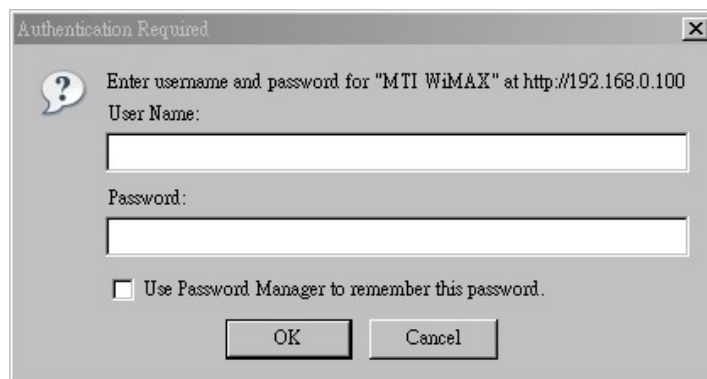 Authentication Required
Enter username and password for "MTI WiMAX" at http://192.168.0.100
User Name:
Password:
Use Password Manager to remember this password.
OK
Cancel